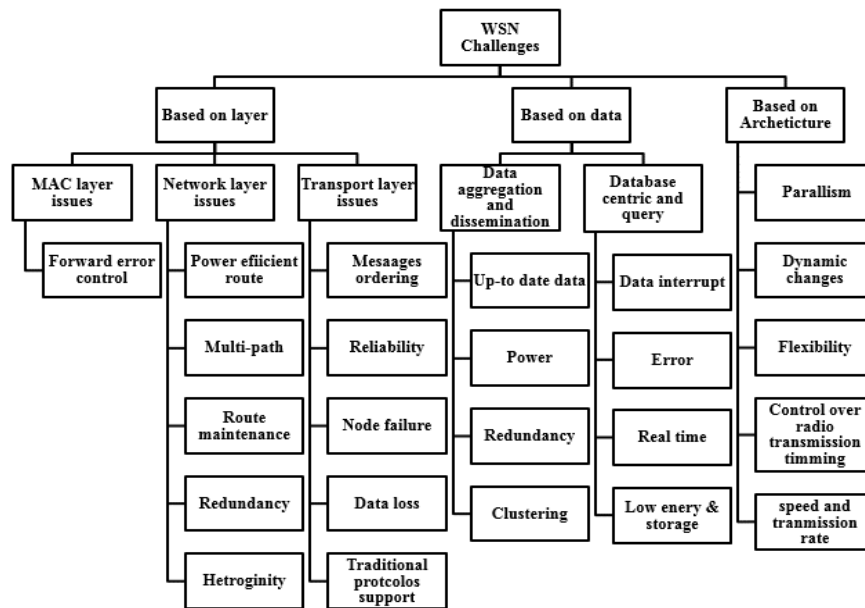 WSN
Challenges
Based on layer
Based on data
Based on
Archeticture
MAC layer
issues
Network layer
issues
Transport layer
issues
Data
aggregation
and
dissemination
Database
centric and
query
Parallism
Forward error
control
Power efiicient
route
Mesaages
ordering
Up-to date data
Data interrupt
Dynamic
changes
Multi-path
Reliability
Power
Error
Flexibility
Route
maintenance
Node failure
Redundancy
Real time
Control over
radio
transmission
timming
Redundancy
Data loss
Clustering
Low enery &
storage
speed and
tranmission
rate
Hetroginity
Traditional
protcolos
support